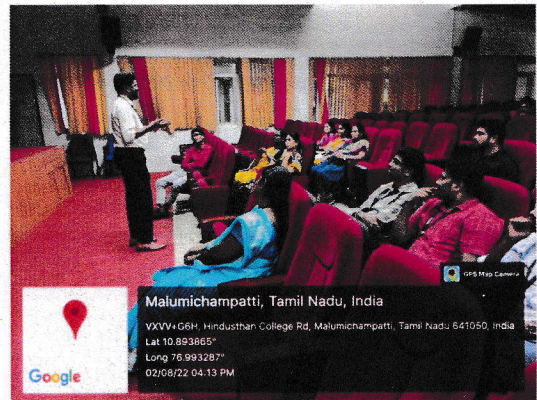 GPS Map Camera
Malumichampatti, Tamil Nadu, India
VXVV+G6H, Hindusthan College Rd, Malumichampatti, Tamil Nadu 641050, India
Lat 10.893865°
Long 76.993287°
02/08/22 04:13 PM
Google